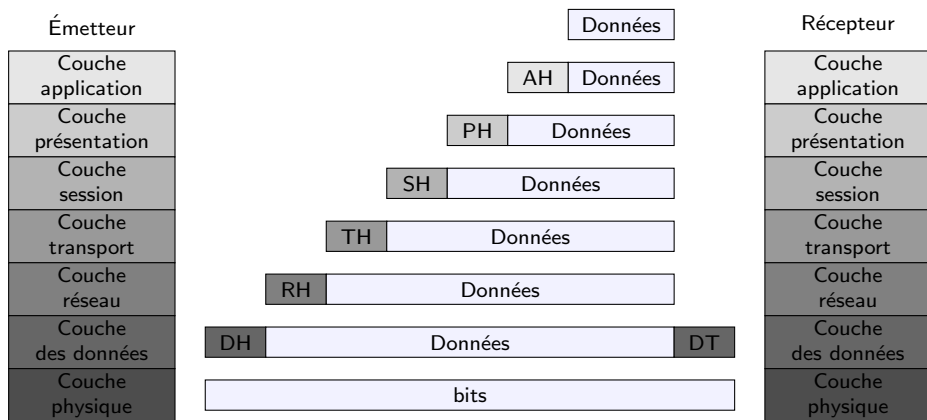 Émetteur
Données
Récepteur
Couche
application
AH
Données
Couche
application
Couche
présentation
PH
Données
Couche
présentation
Couche
session
SH
Données
Couche
session
Couche
transport
TH
Données
Couche
transport
Couche
réseau
RH
Données
Couche
réseau
Couche
des données
DH
Données
DT
Couche
des données
Couche
physique
bits
Couche
physique